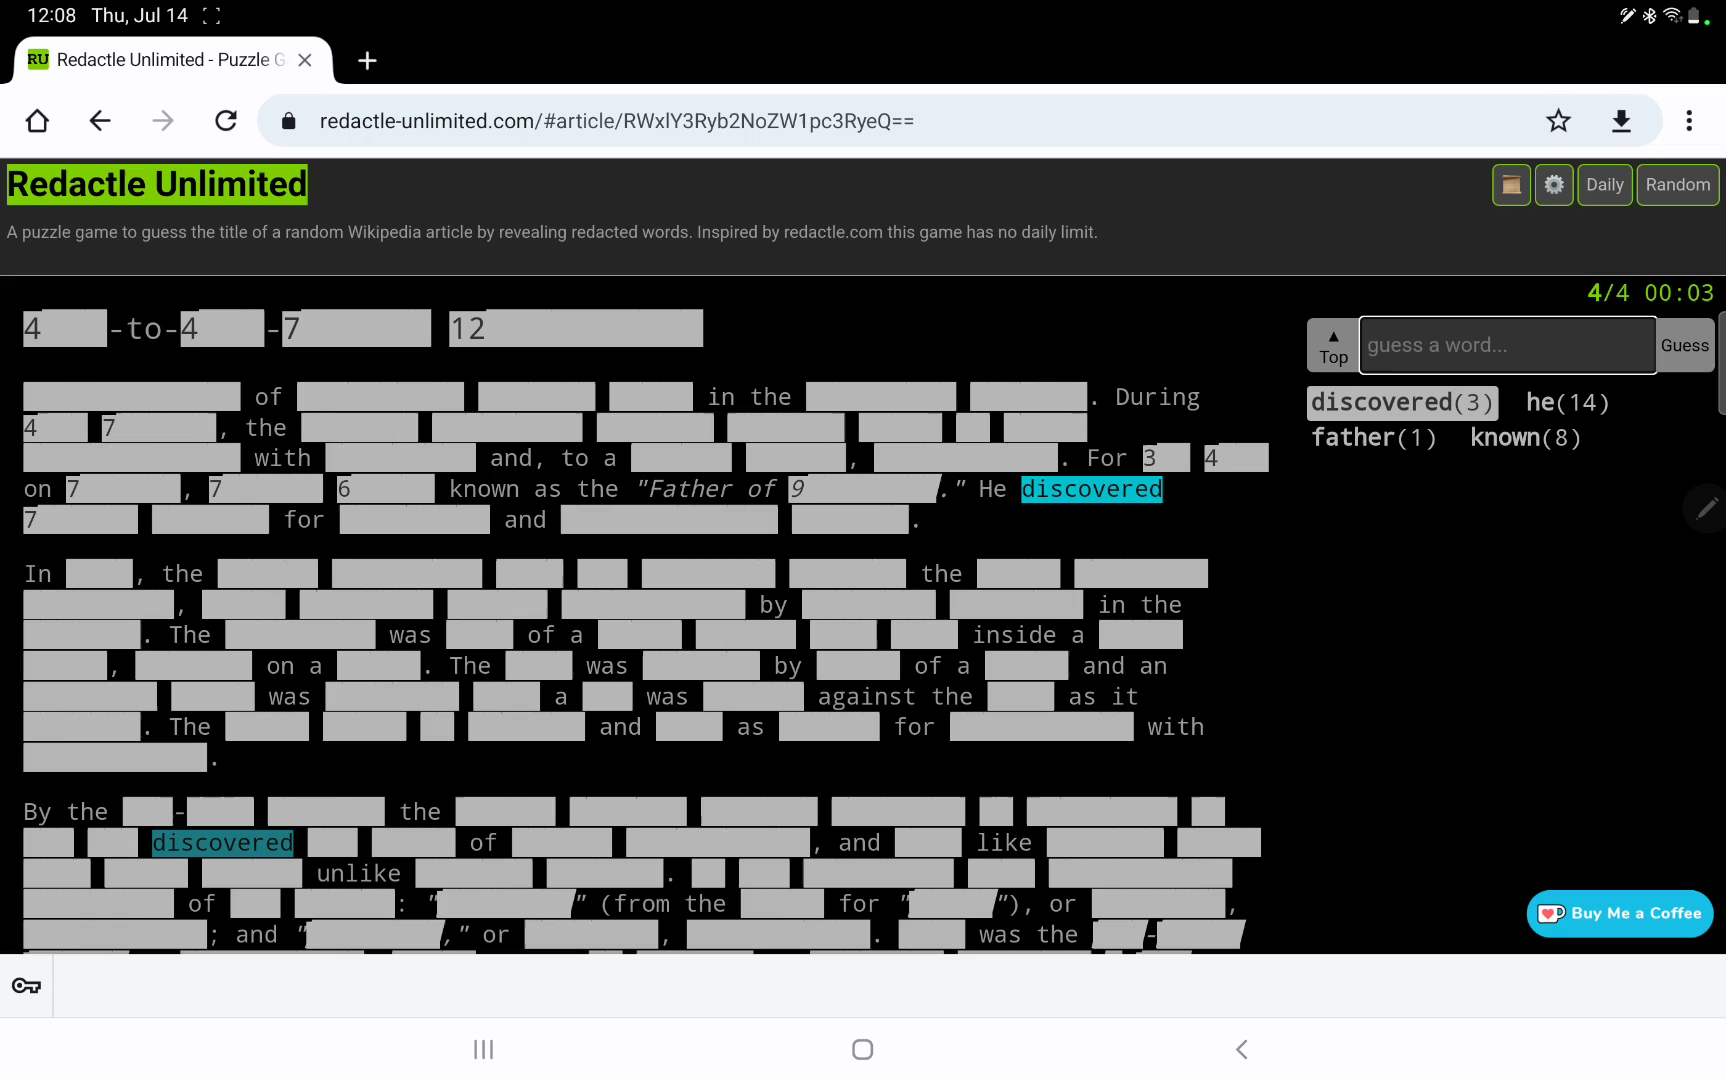 12:08 Thu, Jul 14
RU Redactle Unlimited - Puzzle G
redactle-unlimited.com/#article/RWxlY3Ryb2NoZW1pc3RyeQ==
Redactle Unlimited
Daily Random
A puzzle game to guess the title of a random Wikipedia article by revealing redacted words. Inspired by redactle.com this game has no daily limit.
4/4 00:03
4 -to-4 -7 12
▲ Top guess a word... Guess
of in the . During
discovered(3) he(14)
4 7 , the
father(1) known(8)
with and, to a , . For 3 4
on 7 , 7 6 known as the "Father of 9 ." He discovered
7 for and .
In , the the
, by in the
. The was of a inside a
, on a . The was by of a and an
was a was against the as it
. The and as for with
.
By the - the
discovered of , and like
unlike .
of : " " (from the for " "), or ,
; and " ," or , . was the -
Buy Me a Coffee